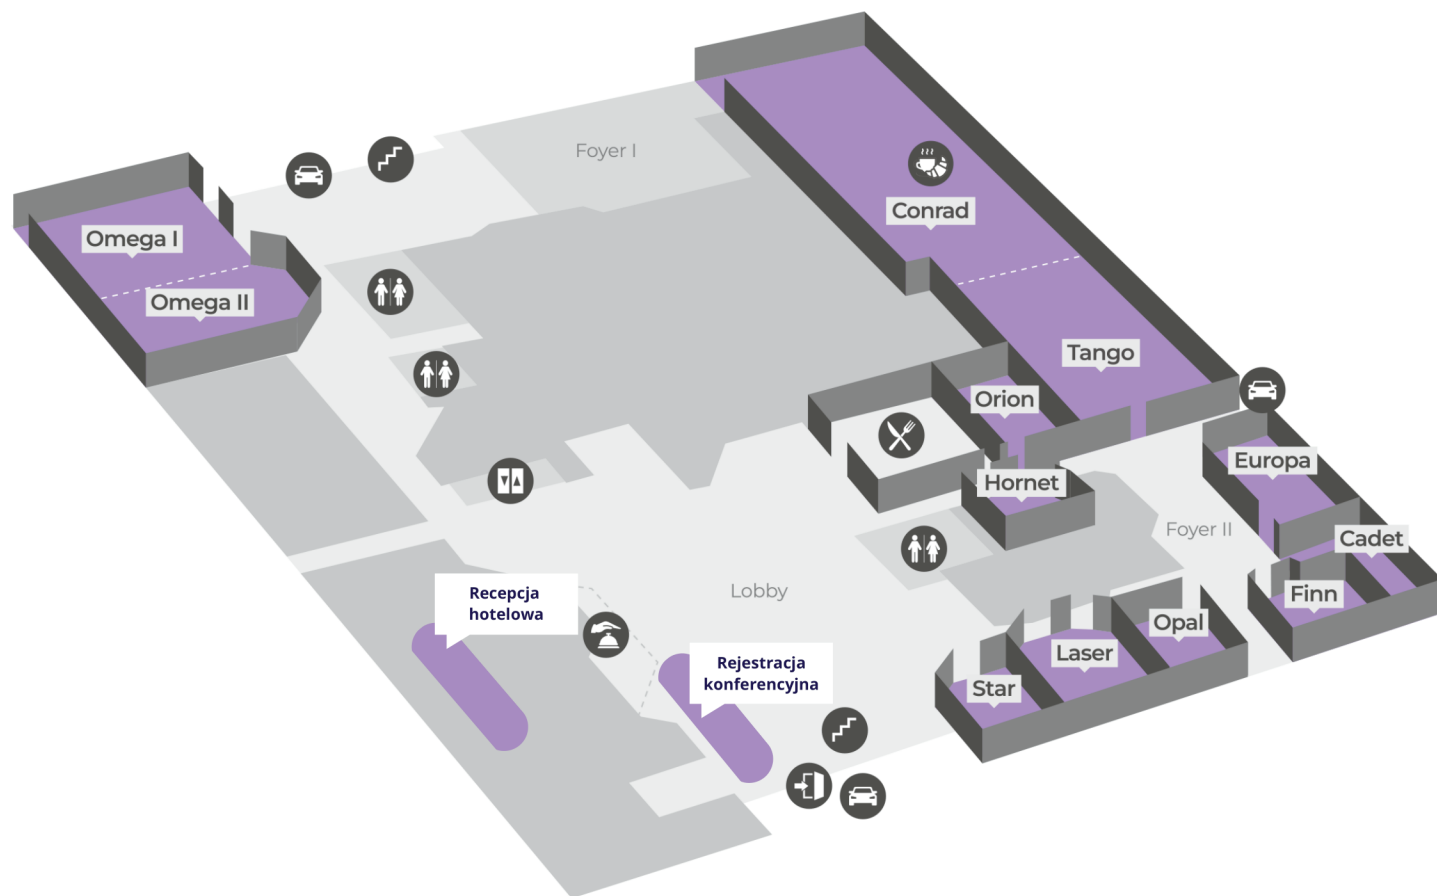 Foyer I
Conrad
Omega I
Omega II
Tango
Orion
Europa
Hornet
Foyer II
Cadet
Lobby
Finn
Recepcja
hotelowa
Opal
Laser
Rejestracja
konferencyjna
Star